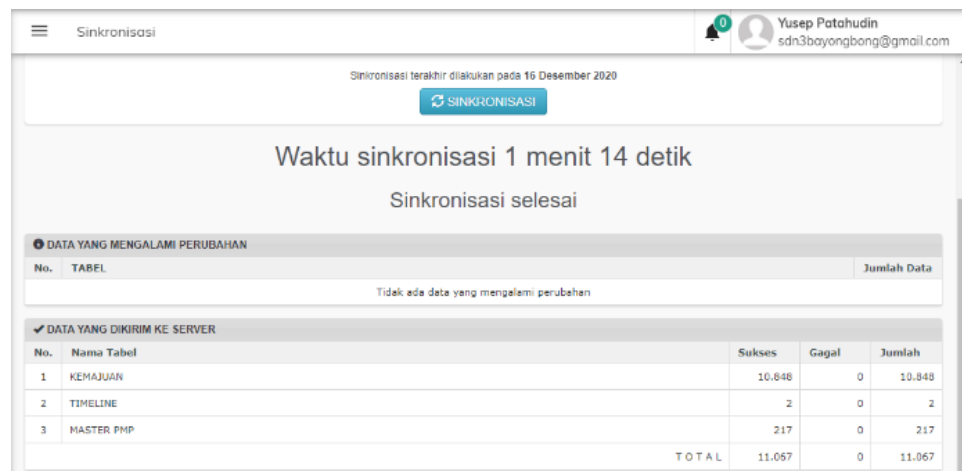 Sinkronisasi
0
Yusep Patahudin
sdn3bayongbong@gmail.com
Sinkronisasi terakhir dilakukan pada 16 Desember 2020
SINKRONISASI
Waktu sinkronisasi 1 menit 14 detik
Sinkronisasi selesai
DATA YANG MENGALAMI PERUBAHAN
No. TABEL Jumlah Data
Tidak ada data yang mengalami perubahan
DATA YANG DIKIRIM KE SERVER
No. Nama Tabel Sukses Gagal Jumlah
1 KEMAJUAN 10.848 0 10.848
2 TIMELINE 2 0 2
3 MASTER PMP 217 0 217
TOTAL 11.067 0 11.067